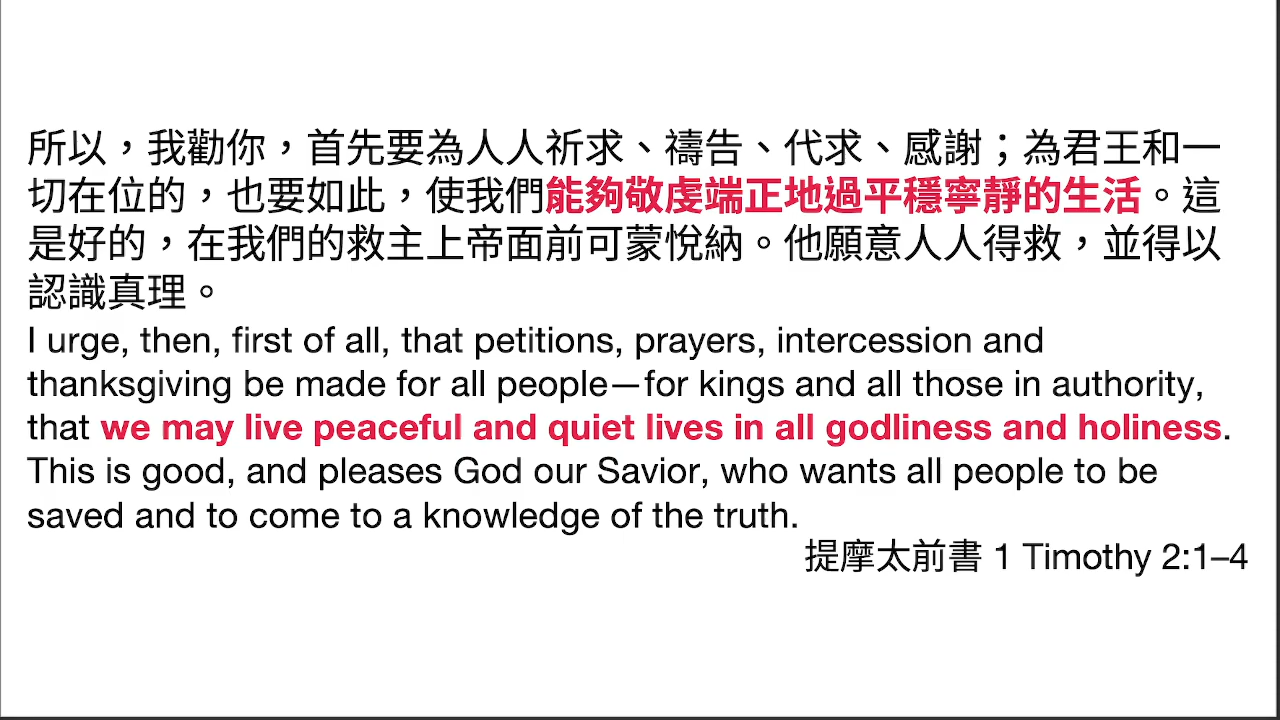 所以，我勸你，首先要為人人祈求、禱告、代求、感謝；為君王和一
切在位的，也要如此，使我們能夠敬虔端正地過平穩寧靜的生活。這
是好的，在我們的救主上帝面前可蒙悅納。他願意人人得救，並得以
認識真理。
I urge, then, first of all, that petitions, prayers, intercession and
thanksgiving be made for all people—for kings and all those in authority,
that we may live peaceful and quiet lives in all godliness and holiness.
This is good, and pleases God our Savior, who wants all people to be
saved and to come to a knowledge of the truth.
提摩太前書 1 Timothy 2:1–4